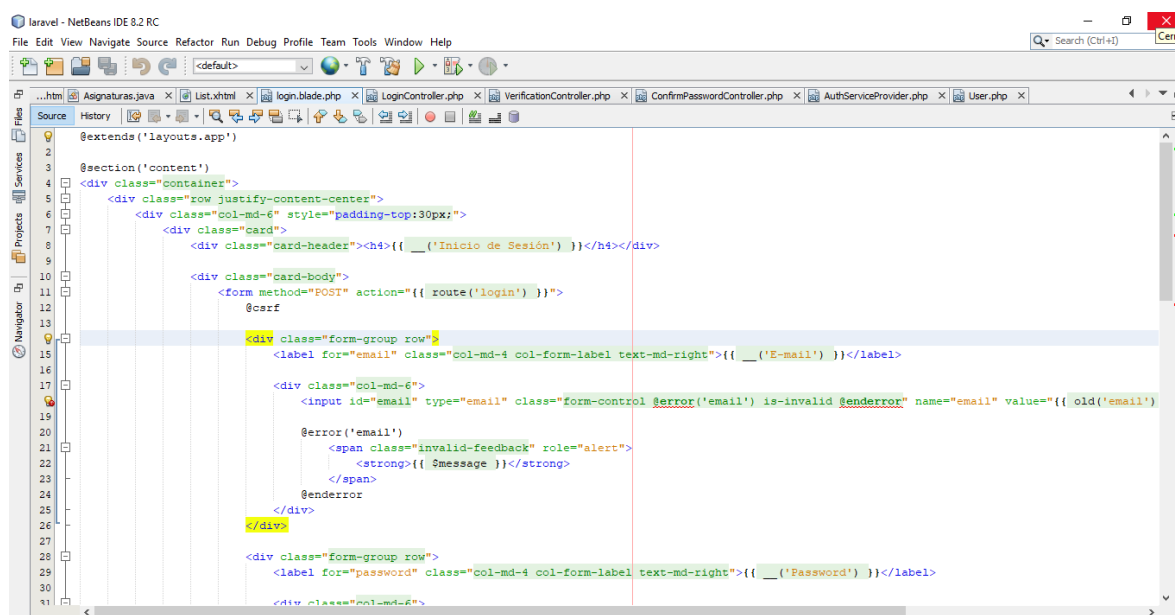 laravel - NetBeans IDE 8.2 RC
File Edit View Navigate Source Refactor Run Debug Profile Team Tools Window Help
Search (Ctrl+I)
Cer
<default>
...htm Asignaturas.java List.xhtml login.blade.php LoginController.php VerificationController.php ConfirmPasswordController.php AuthServiceProvider.php User.php
Source History
Files
Services
Projects
Navigator
@extends('layouts.app')
2
3 @section('content')
4 <div class="container">
5 <div class="row justify-content-center">
6 <div class="col-md-6" style="padding-top:30px;">
7 <div class="card">
8 <div class="card-header"><h4>{{ __('Inicio de Sesión') }}</h4></div>
9
10 <div class="card-body">
11 <form method="POST" action="{{ route('login') }}">
12 @csrf
13
<div class="form-group row">
15 <label for="email" class="col-md-4 col-form-label text-md-right">{{ __('E-mail') }}</label>
16
17 <div class="col-md-6">
<input id="email" type="email" class="form-control @error('email') is-invalid @enderror" name="email" value="{{ old('email')
19
20 @error('email')
21 <span class="invalid-feedback" role="alert">
22 <strong>{{ $message }}</strong>
23 </span>
24 @enderror
25 </div>
26 </div>
27
28 <div class="form-group row">
29 <label for="password" class="col-md-4 col-form-label text-md-right">{{ __('Password') }}</label>
30
31 <div class="col-md-6">